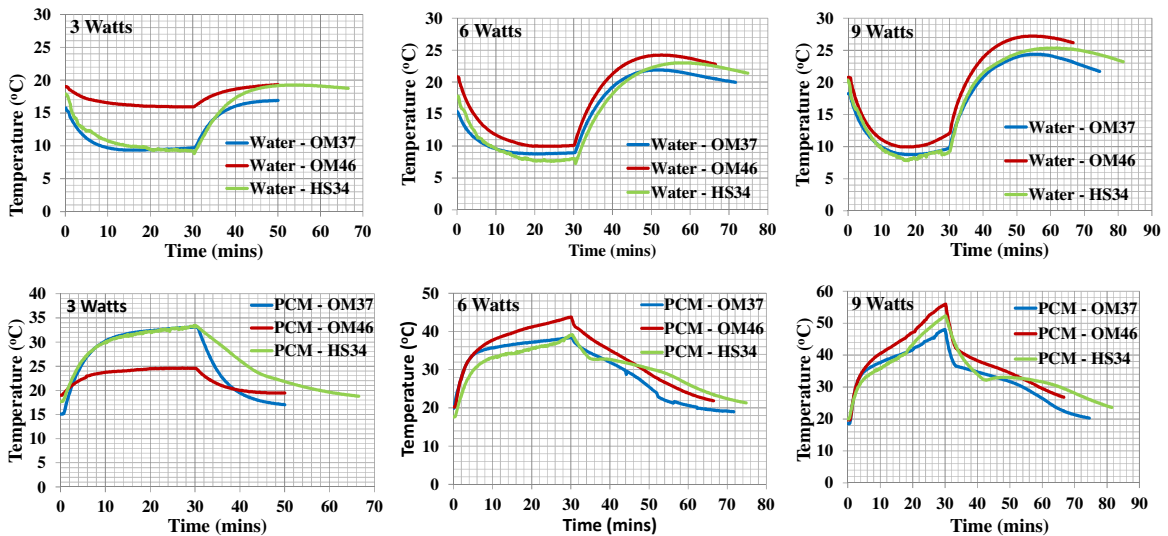 3 Watts
Temperature (°C)
30
25
20
15
10
5
0
Water - OM37
Water - OM46
Water - HS34
0 10 20 30 40 50 60 70
Time (mins)
6 Watts
Temperature (°C)
30
25
20
15
10
5
0
Water - OM37
Water - OM46
Water - HS34
0 10 20 30 40 50 60 70 80
Time (mins)
9 Watts
Temperature (°C)
30
25
20
15
10
5
0
Water - OM37
Water - OM46
Water - HS34
0 10 20 30 40 50 60 70 80 90
Time (mins)
3 Watts
Temperature (°C)
40
35
30
25
20
15
10
5
0
PCM - OM37
PCM - OM46
PCM - HS34
0 10 20 30 40 50 60 70
Time (mins)
6 Watts
Temperature (°C)
50
40
30
20
10
0
PCM - OM37
PCM - OM46
PCM - HS34
0 10 20 30 40 50 60 70 80
Time (mins)
9 Watts
Temperature (°C)
60
50
40
30
20
10
0
PCM - OM37
PCM - OM46
PCM - HS34
0 10 20 30 40 50 60 70 80 90
Time (mins)